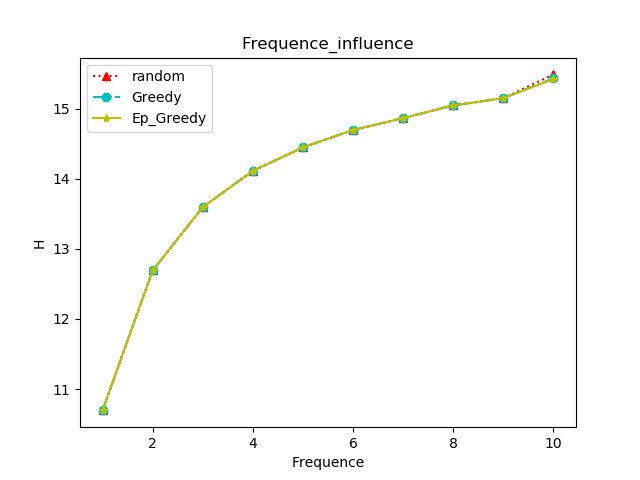 Frequence_influence
random
Greedy
Ep_Greedy
15
14
13
12
11
H
2 4 6 8 10
Frequence